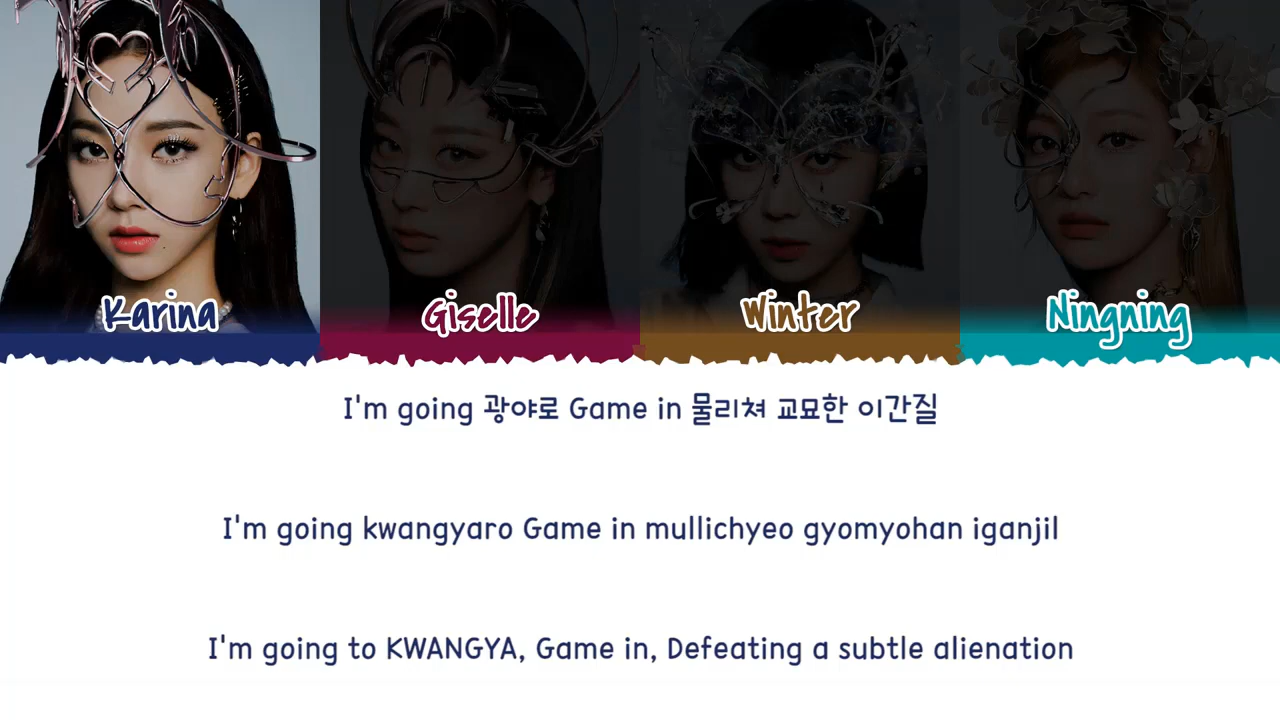 Karina Giselle Winter Ningning
I'm going 광야로 Game in 물리쳐 교묘한 이간질
I'm going kwangyaro Game in mullichyeo gyomyohan iganjil
I'm going to KWANGYA, Game in, Defeating a subtle alienation